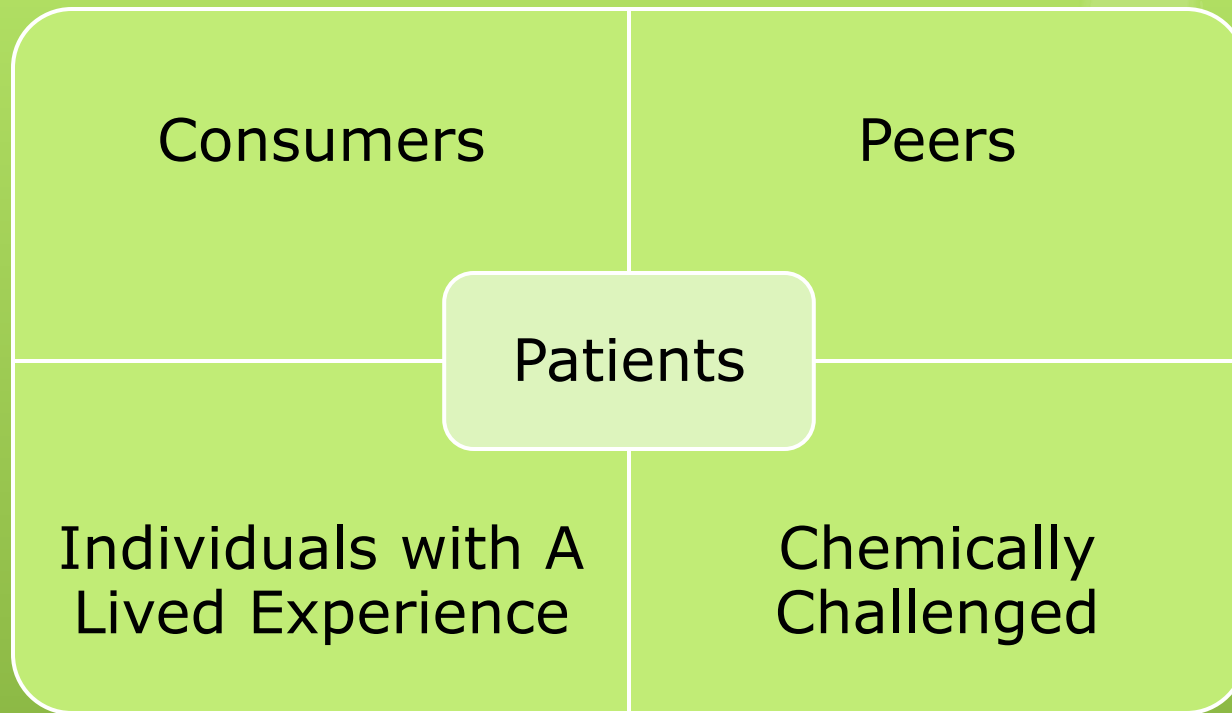 Consumers
Peers
Patients
Individuals with A
Lived Experience
Chemically
Challenged